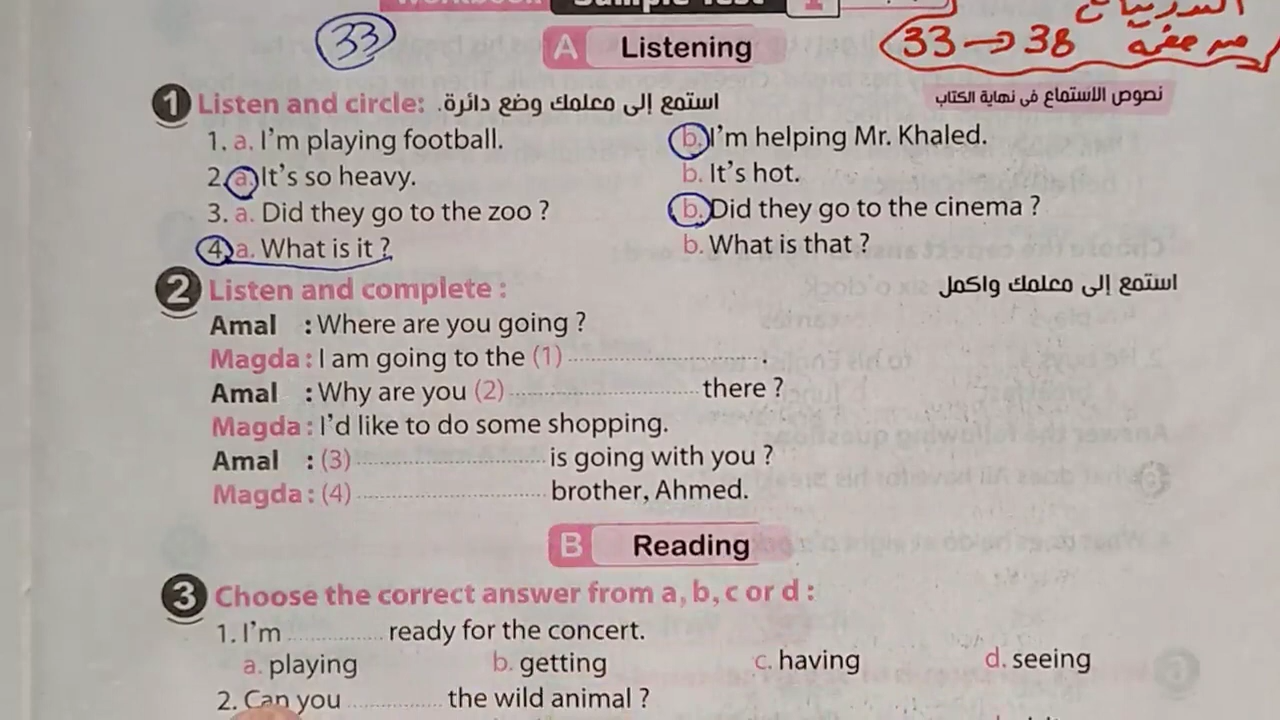 Workbook Sample Test 1
33
التدريبات
33 → 38 من صفحة
A Listening
نصوص الاستماع فى نهاية الكتاب
1 Listen and circle: استمع إلى معلمك وضع دائرة.
1. a. I'm playing football. b. I'm helping Mr. Khaled.
2. a. It's so heavy. b. It's hot.
3. a. Did they go to the zoo ? b. Did they go to the cinema ?
4. a. What is it ? b. What is that ?
2 Listen and complete : استمع إلى معلمك واكمل
Amal : Where are you going ?
Magda : I am going to the (1) .................... .
Amal : Why are you (2) .................... there ?
Magda : I'd like to do some shopping.
Amal : (3) .................... is going with you ?
Magda : (4) .................... brother, Ahmed.
B Reading
3 Choose the correct answer from a, b, c or d :
1. I'm ............ ready for the concert.
a. playing b. getting c. having d. seeing
2. Can you ............ the wild animal ?